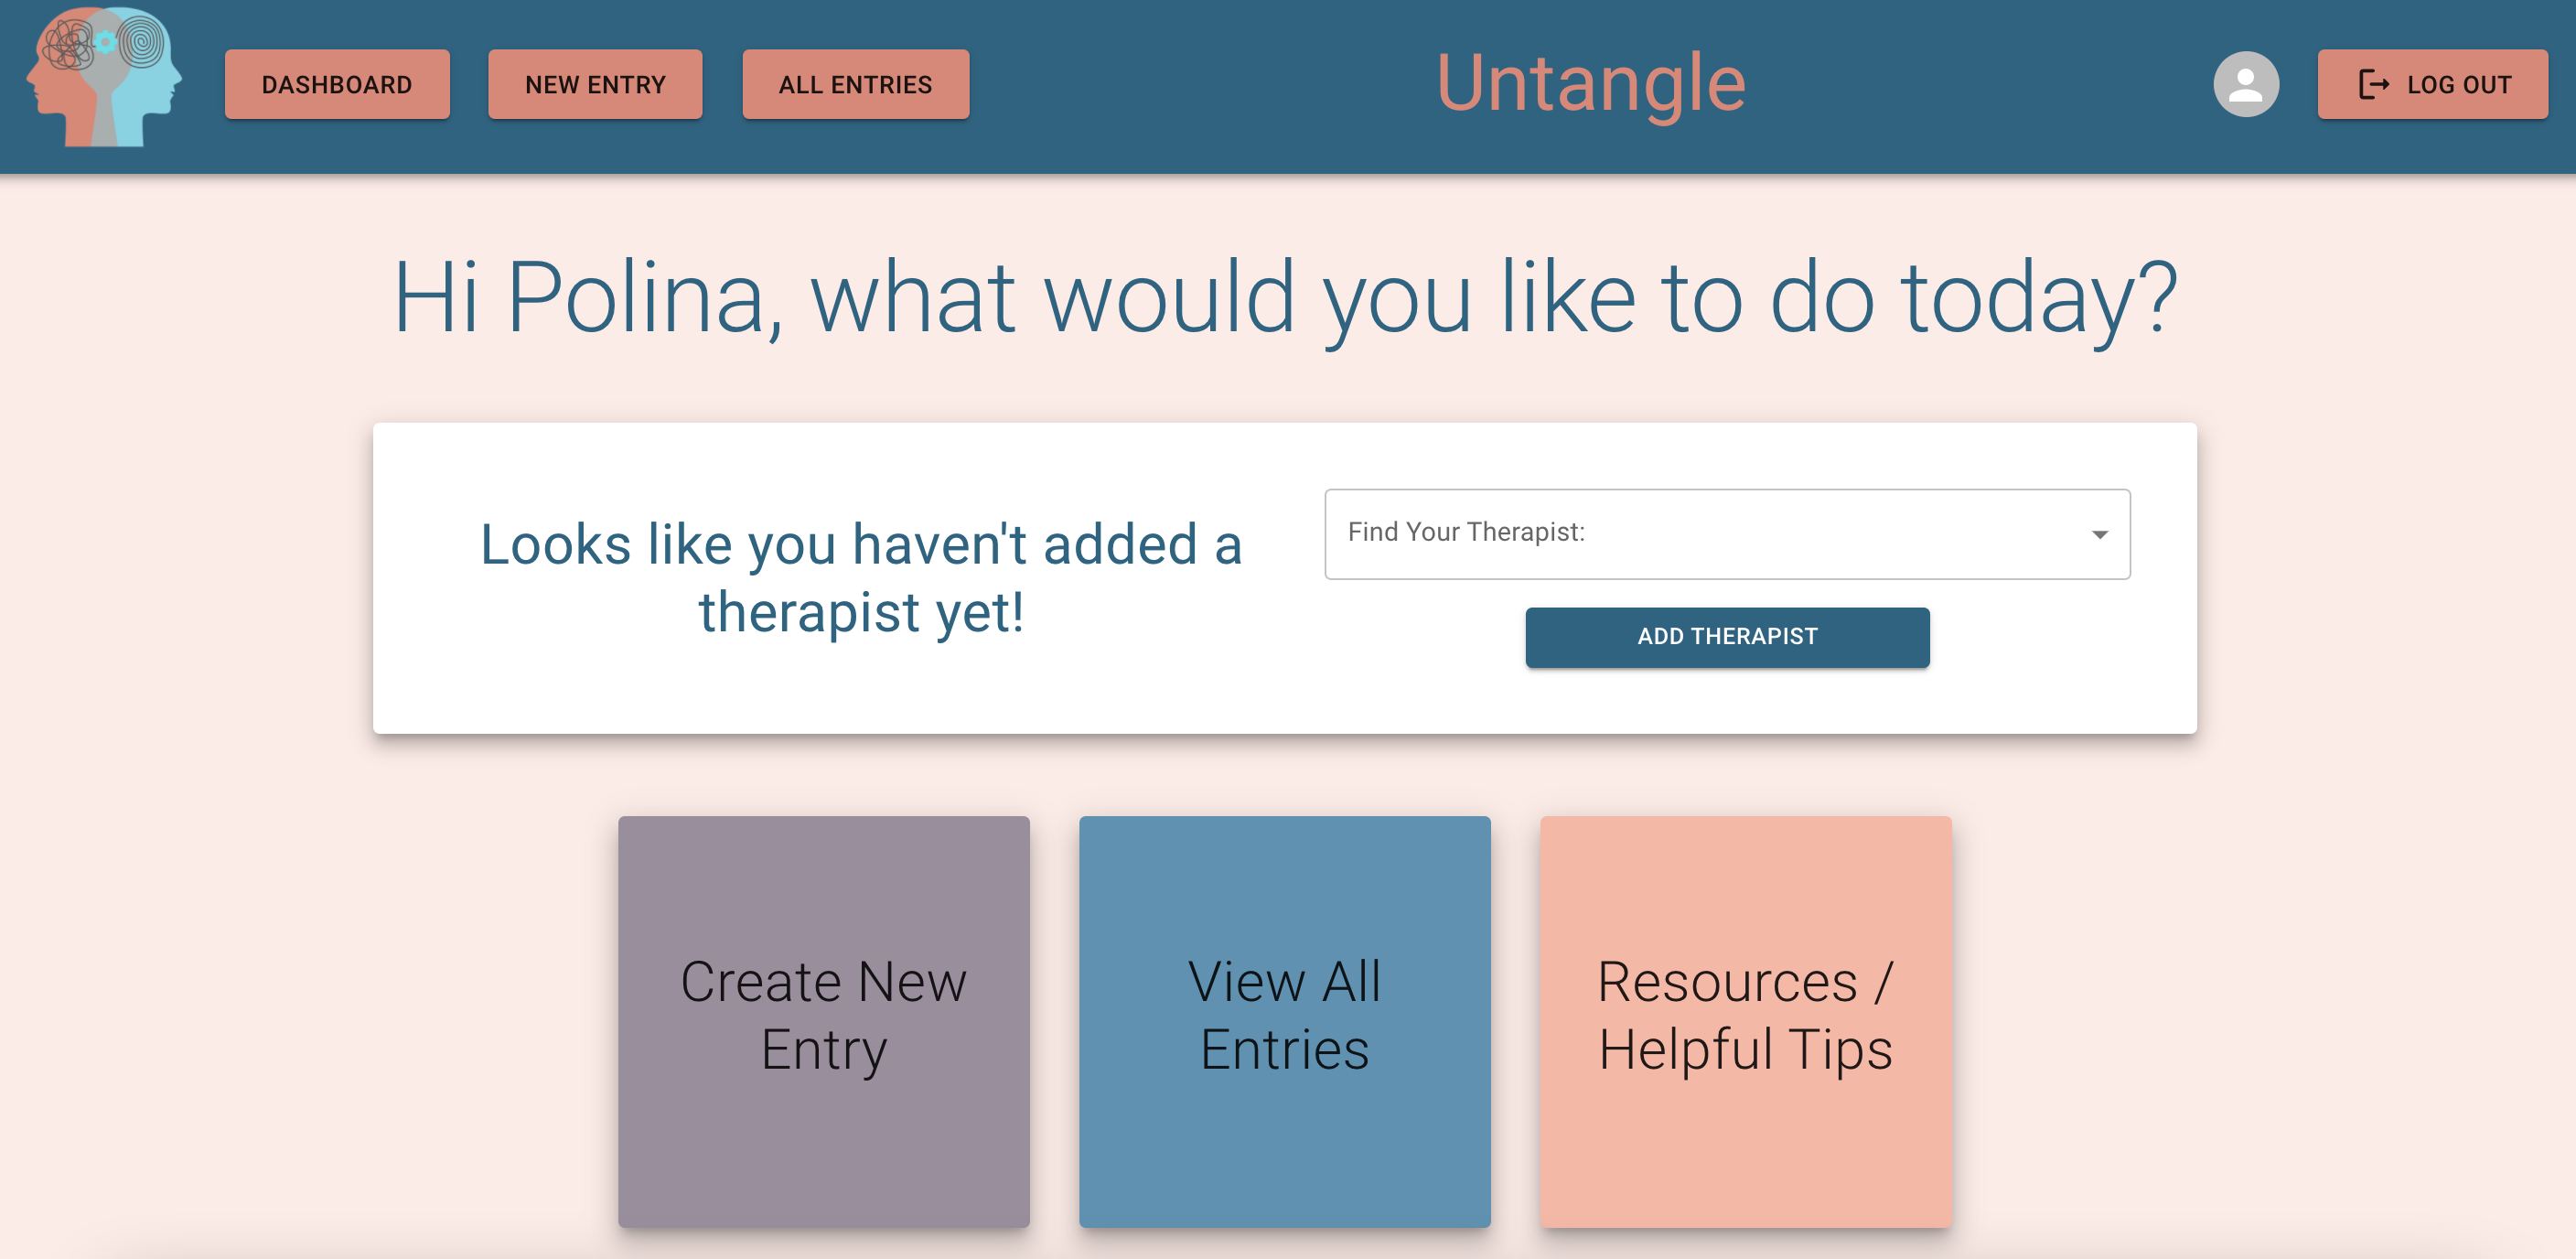 DASHBOARD
NEW ENTRY
ALL ENTRIES
Untangle
LOG OUT
Hi Polina, what would you like to do today?
Looks like you haven't added a
therapist yet!
Find Your Therapist:
ADD THERAPIST
Create New
Entry
View All
Entries
Resources /
Helpful Tips